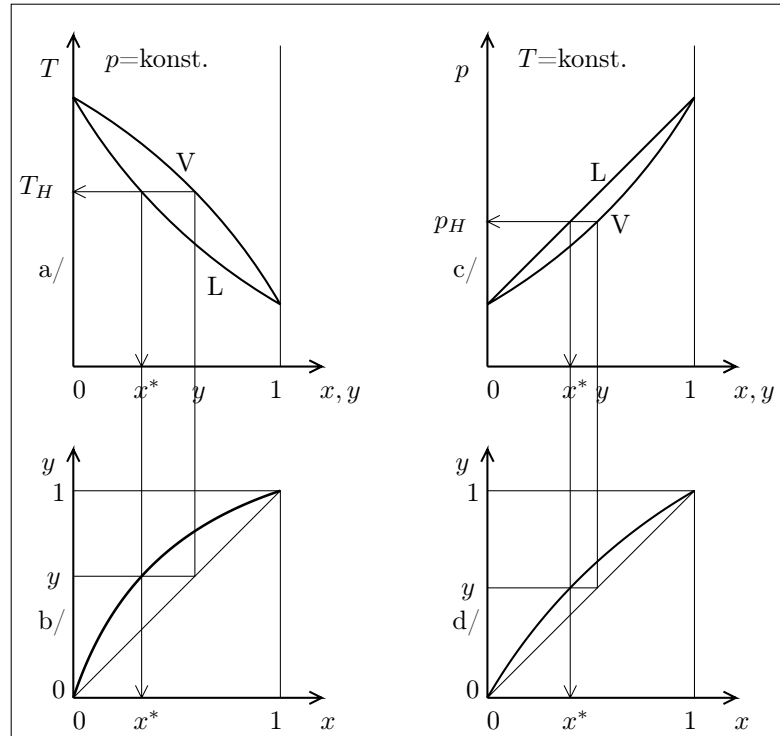 T p=konst.
V
T_H
a/
L
0 x* y 1 x, y
p T=konst.
L
p_H V
c/
0 x* y 1 x, y
y
1
y
b/
0
0 x* 1 x
y
1
y
d/
0
0 x* 1 x